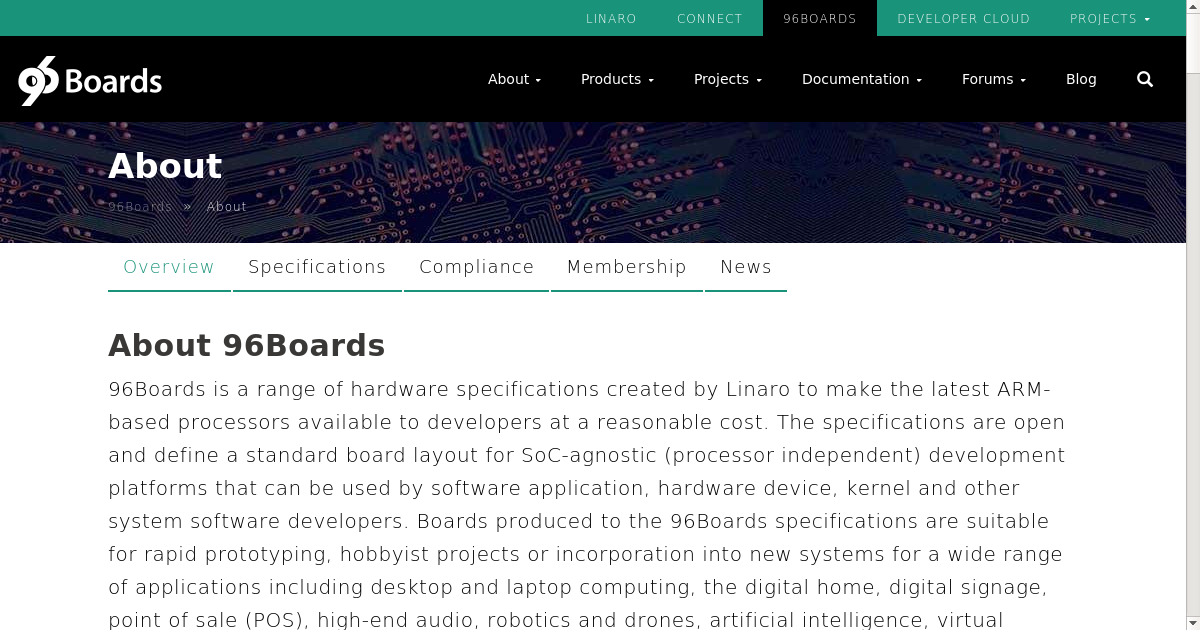 LINARO CONNECT 96BOARDS DEVELOPER CLOUD PROJECTS
96Boards About Products Projects Documentation Forums Blog
About
96Boards » About
Overview Specifications Compliance Membership News
About 96Boards
96Boards is a range of hardware specifications created by Linaro to make the latest ARM-
based processors available to developers at a reasonable cost. The specifications are open
and define a standard board layout for SoC-agnostic (processor independent) development
platforms that can be used by software application, hardware device, kernel and other
system software developers. Boards produced to the 96Boards specifications are suitable
for rapid prototyping, hobbyist projects or incorporation into new systems for a wide range
of applications including desktop and laptop computing, the digital home, digital signage,
point of sale (POS), high-end audio, robotics and drones, artificial intelligence, virtual